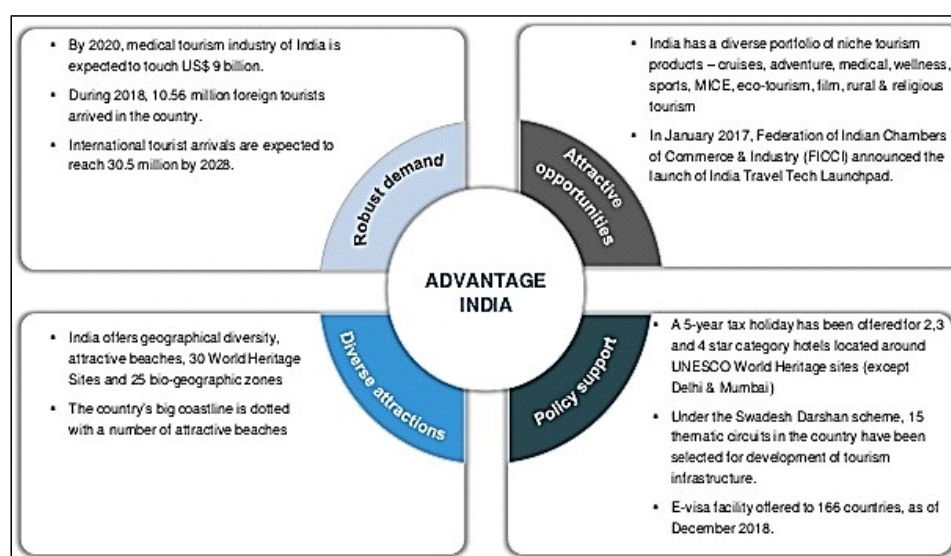 ▪ By 2020, medical tourism industry of India is
expected to touch US$ 9 billion.
▪ During 2018, 10.56 million foreign tourists
arrived in the country.
▪ International tourist arrivals are expected to
reach 30.5 million by 2028.
Robust demand
▪ India has a diverse portfolio of niche tourism
products – cruises, adventure, medical, wellness,
sports, MICE, eco-tourism, film, rural & religious
tourism
▪ In January 2017, Federation of Indian Chambers
of Commerce & Industry (FICCI) announced the
launch of India Travel Tech Launchpad.
Attractive
opportunities
ADVANTAGE
INDIA
▪ India offers geographical diversity,
attractive beaches, 30 World Heritage
Sites and 25 bio-geographic zones
▪ The country's big coastline is dotted
with a number of attractive beaches
Diverse attractions
Policy support
▪ A 5-year tax holiday has been offered for 2,3
and 4 star category hotels located around
UNESCO World Heritage sites (except
Delhi & Mumbai)
▪ Under the Swadesh Darshan scheme, 15
thematic circuits in the country have been
selected for development of tourism
infrastructure.
▪ E-visa facility offered to 166 countries, as of
December 2018.